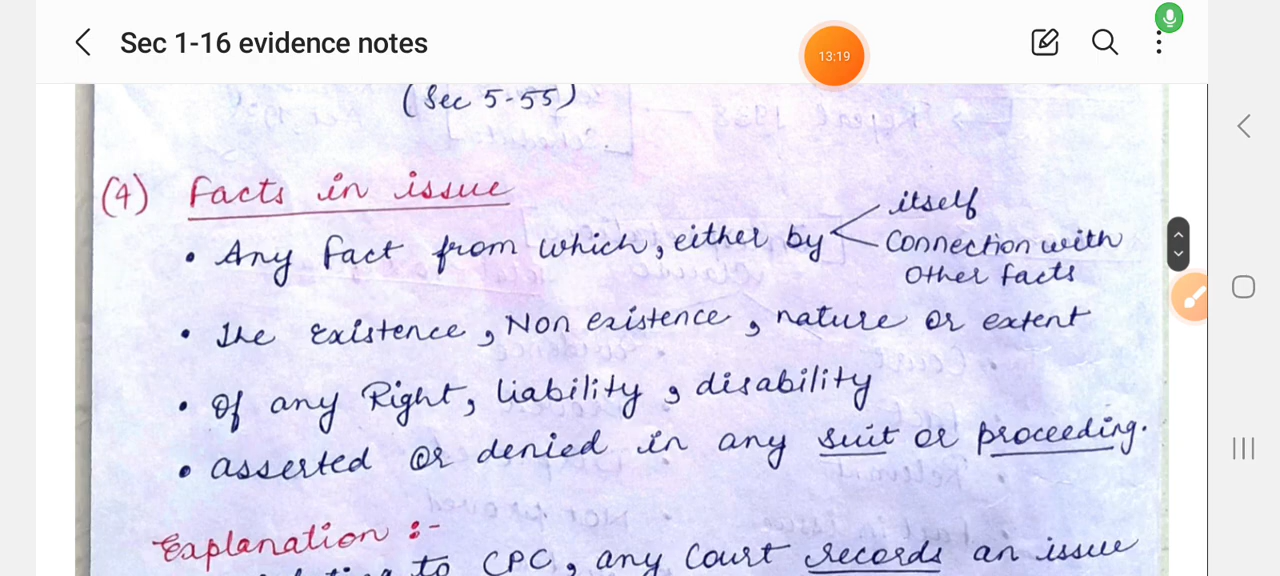 Sec 1-16 evidence notes
13:19
(Sec 5-55)
(4) Facts in issue
• Any fact from which, either by itself
Connection with
Other facts
• The existence, Non existence, nature or extent
• Of any Right, liability, disability
• asserted or denied in any suit or proceeding.
Explanation :-
to CPC, any Court records an issue